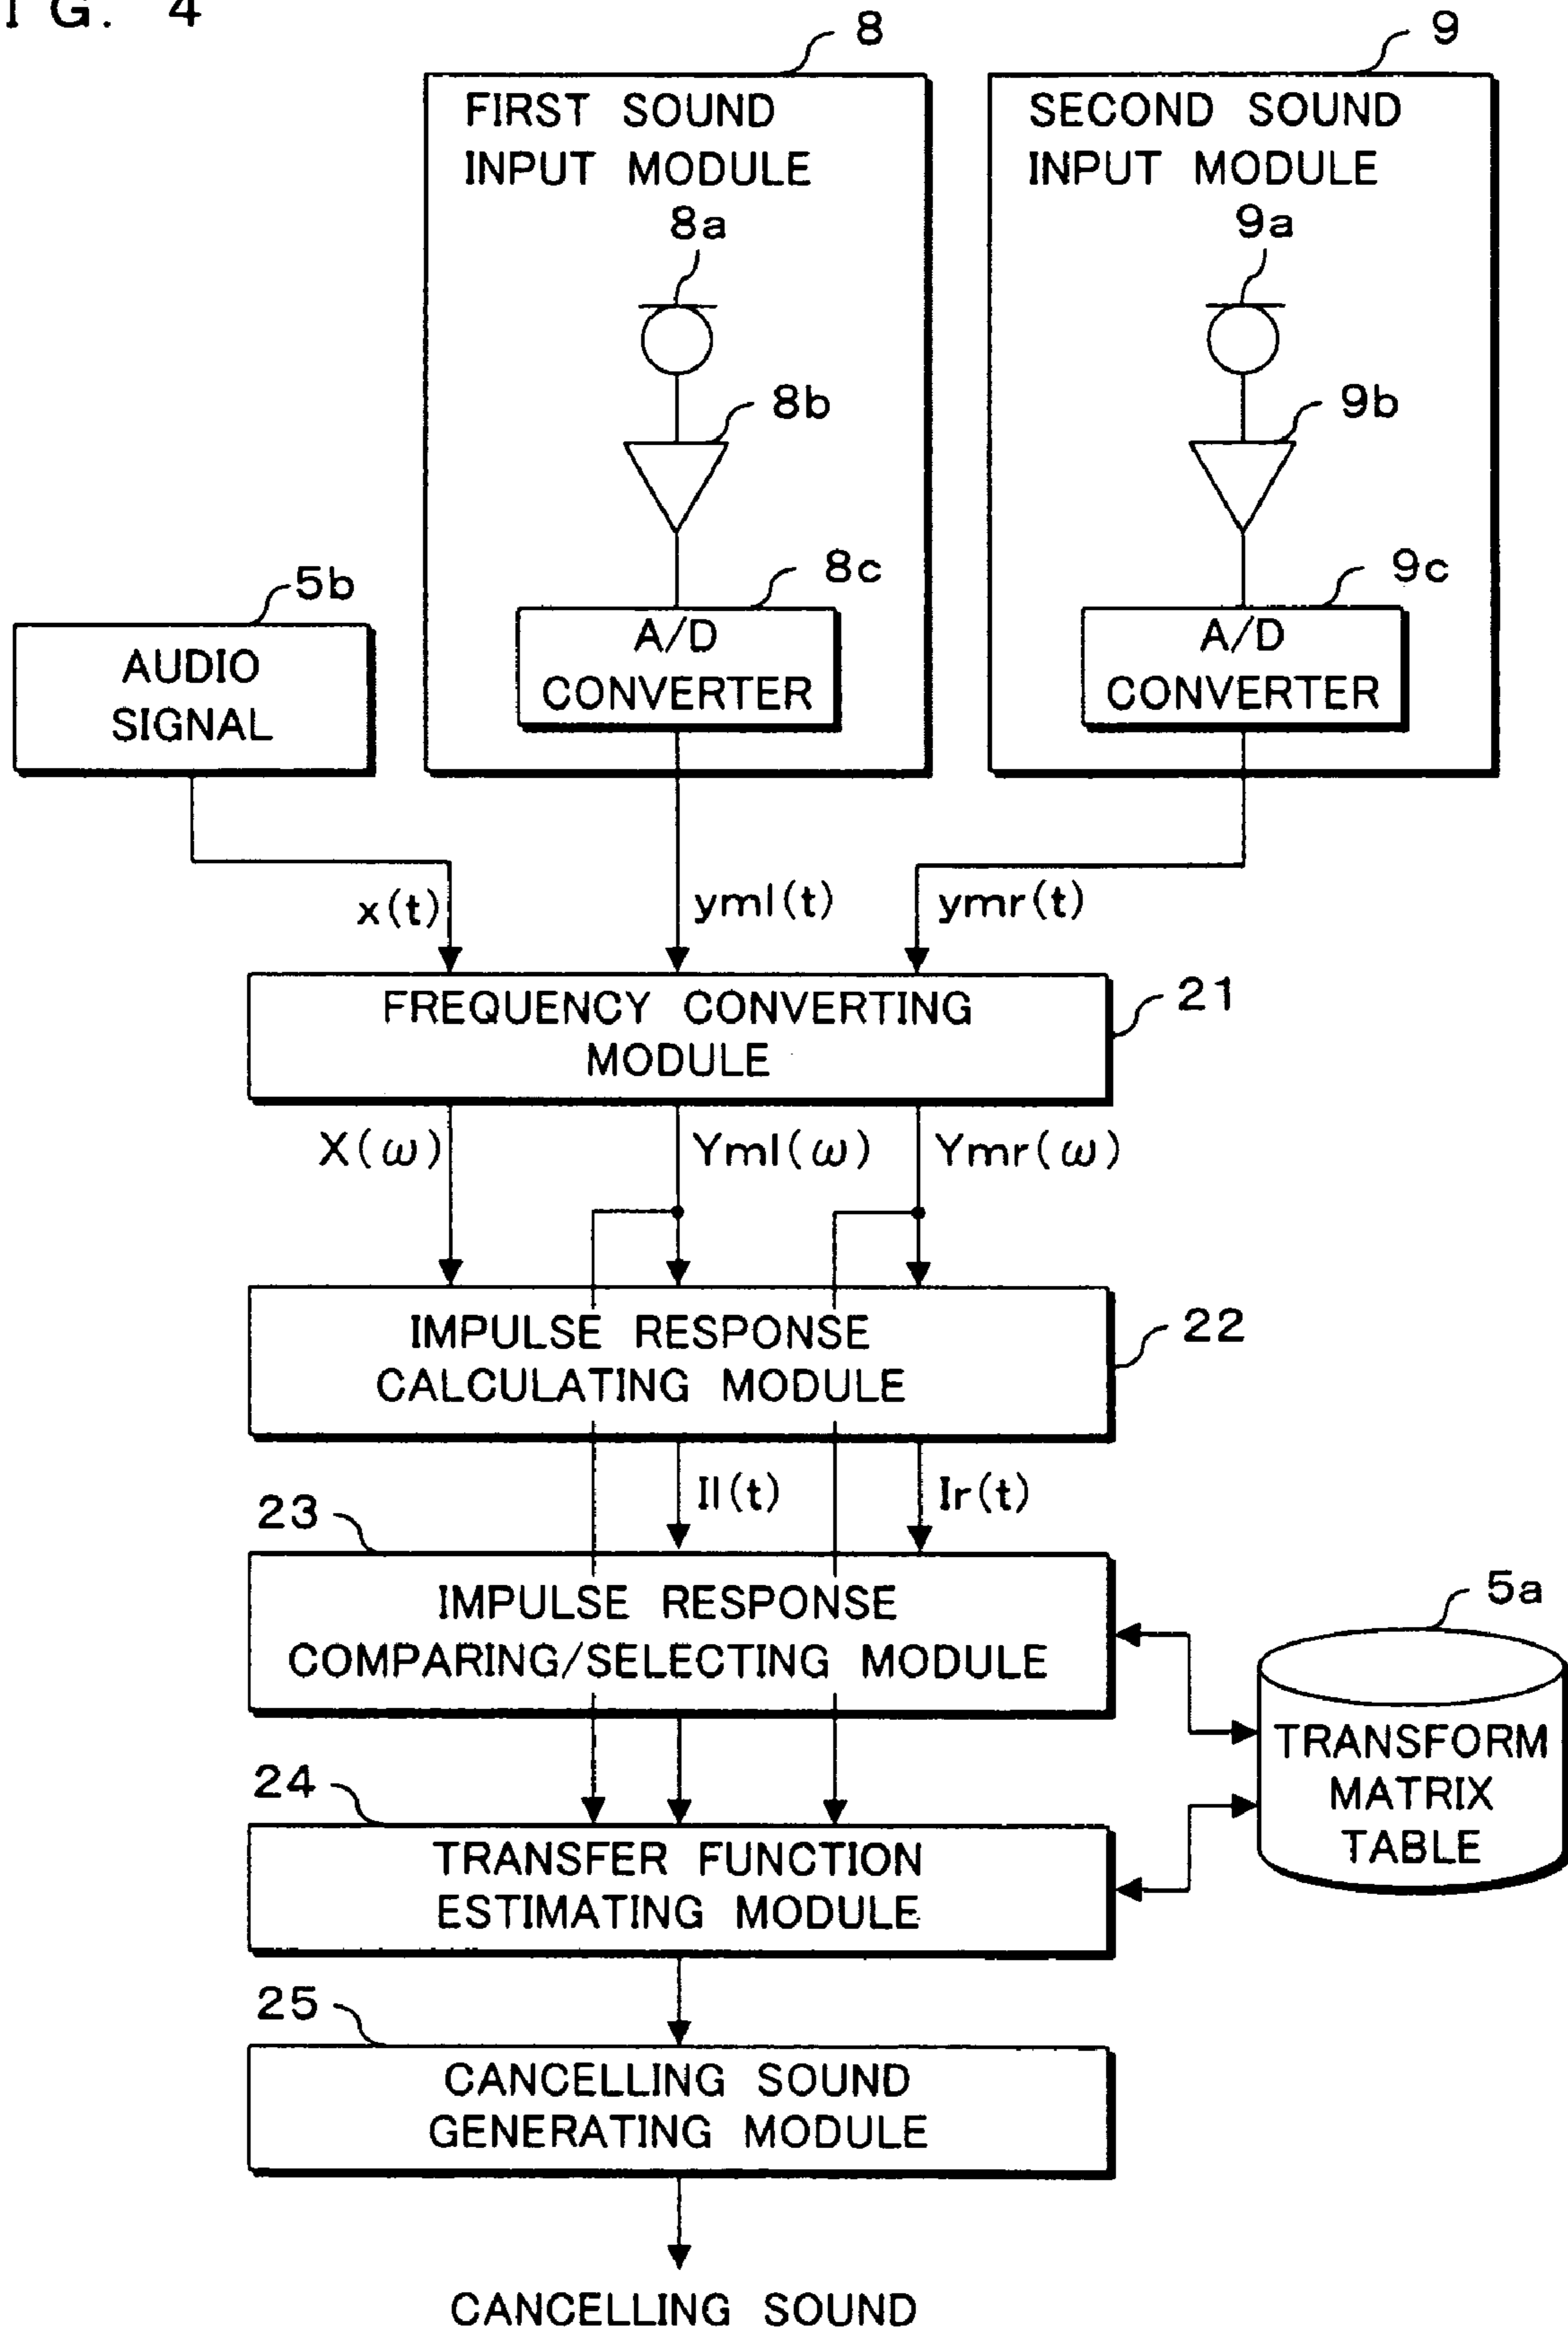 IG. 4
8
9
FIRST SOUND
INPUT MODULE
SECOND SOUND
INPUT MODULE
8a
9a
8b
9b
5b
8c
9c
AUDIO
SIGNAL
A/D
CONVERTER
A/D
CONVERTER
x(t)
yml(t)
ymr(t)
FREQUENCY CONVERTING
MODULE
21
X(ω)
Yml(ω)
Ymr(ω)
IMPULSE RESPONSE
CALCULATING MODULE
22
Il(t)
Ir(t)
23
IMPULSE RESPONSE
COMPARING/SELECTING MODULE
5a
TRANSFORM
MATRIX
TABLE
24
TRANSFER FUNCTION
ESTIMATING MODULE
25
CANCELLING SOUND
GENERATING MODULE
CANCELLING SOUND